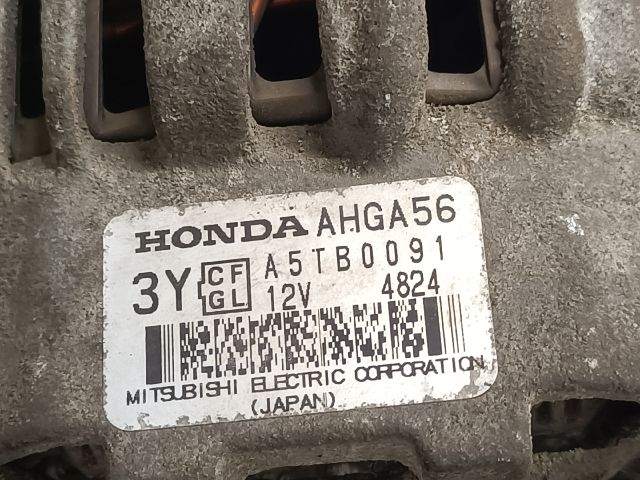 HONDA AHGA56
3Y CF GL A5TB0091
12V 4824
MITSUBISHI ELECTRIC CORPORATION
(JAPAN)